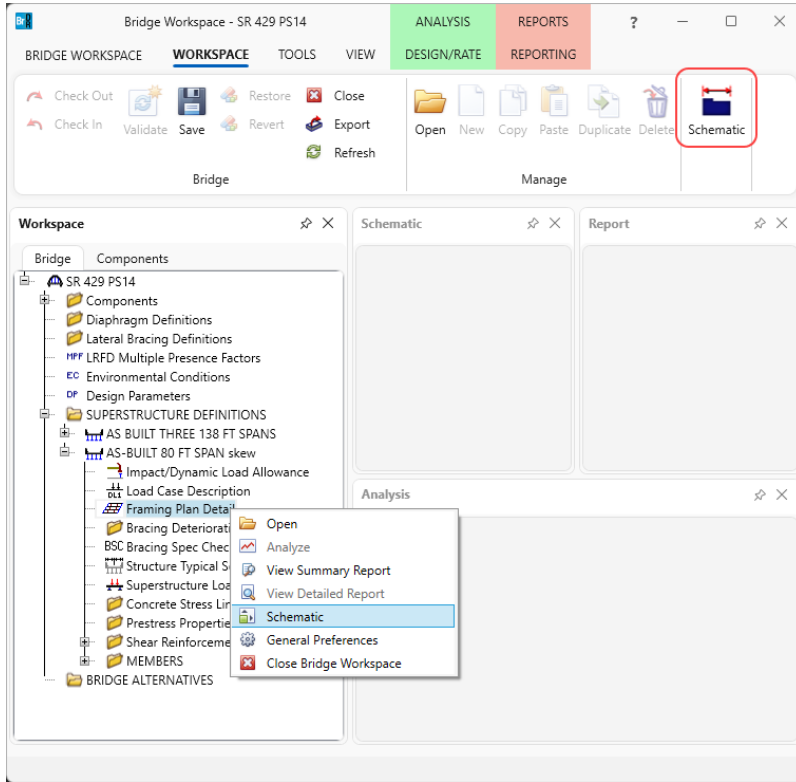 Br R
Bridge Workspace - SR 429 PS14
ANALYSIS
REPORTS
?
BRIDGE WORKSPACE
WORKSPACE
TOOLS
VIEW
DESIGN/RATE
REPORTING
Check Out
Check In
Validate
Save
Restore
Revert
Close
Export
Refresh
Open
New
Copy
Paste
Duplicate
Delete
Schematic
Bridge
Manage
Workspace
Bridge
Components
SR 429 PS14
Components
Diaphragm Definitions
Lateral Bracing Definitions
MPF LRFD Multiple Presence Factors
EC Environmental Conditions
DP Design Parameters
SUPERSTRUCTURE DEFINITIONS
AS BUILT THREE 138 FT SPANS
AS-BUILT 80 FT SPAN skew
Impact/Dynamic Load Allowance
DL1 Load Case Description
Framing Plan Detail
Bracing Deteriorati
BSC Bracing Spec Chec
Structure Typical S
Superstructure Loa
Concrete Stress Lin
Prestress Propertie
Shear Reinforceme
MEMBERS
BRIDGE ALTERNATIVES
Open
Analyze
View Summary Report
View Detailed Report
Schematic
General Preferences
Close Bridge Workspace
Schematic
Report
Analysis